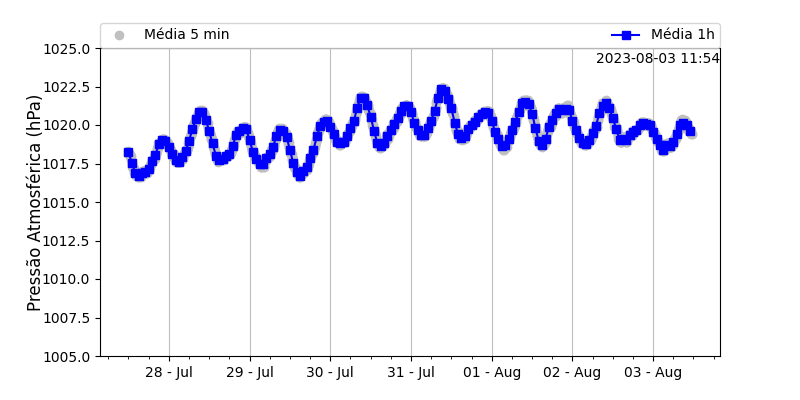 Média 5 min
Média 1h
2023-08-03 11:54
Pressão Atmosférica (hPa)
1025.0
1022.5
1020.0
1017.5
1015.0
1012.5
1010.0
1007.5
1005.0
28 - Jul
29 - Jul
30 - Jul
31 - Jul
01 - Aug
02 - Aug
03 - Aug